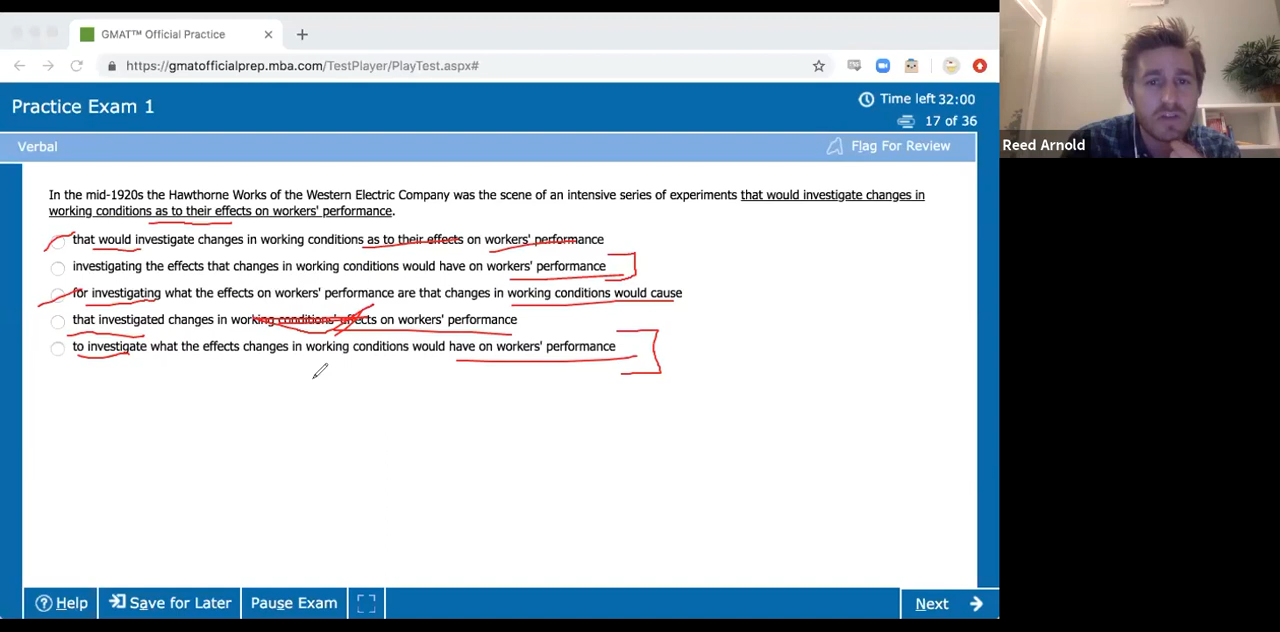 GMAT™ Official Practice
https://gmatofficialprep.mba.com/TestPlayer/PlayTest.aspx#
Practice Exam 1
Time left 32:00
17 of 36
Verbal
Flag For Review
Reed Arnold
In the mid-1920s the Hawthorne Works of the Western Electric Company was the scene of an intensive series of experiments that would investigate changes in
working conditions as to their effects on workers' performance.
that would investigate changes in working conditions as to their effects on workers' performance
investigating the effects that changes in working conditions would have on workers' performance
for investigating what the effects on workers' performance are that changes in working conditions would cause
that investigated changes in working conditions' effects on workers' performance
to investigate what the effects changes in working conditions would have on workers' performance
Help
Save for Later
Pause Exam
Next